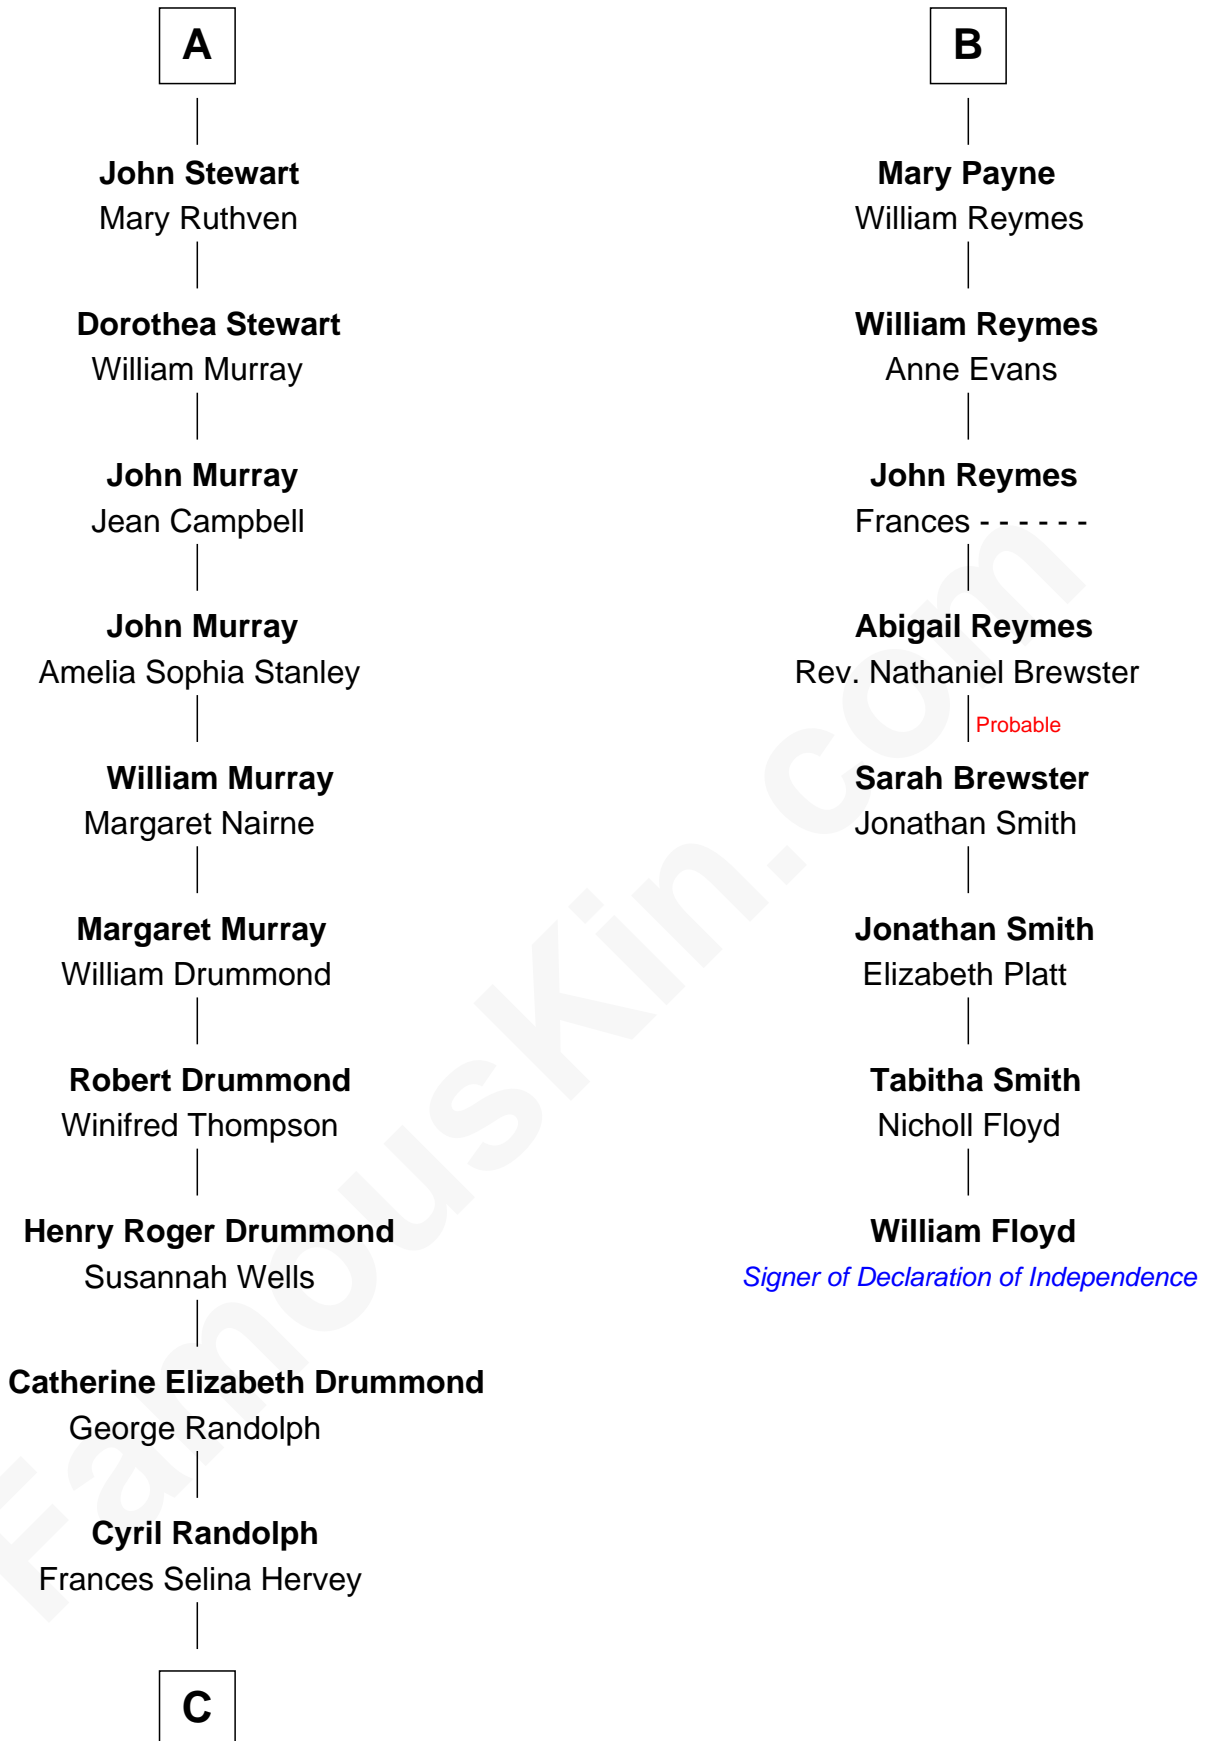 A
John Stewart
Mary Ruthven
Dorothea Stewart
William Murray
John Murray
Jean Campbell
John Murray
Amelia Sophia Stanley
William Murray
Margaret Nairne
Margaret Murray
William Drummond
Robert Drummond
Winifred Thompson
Henry Roger Drummond
Susannah Wells
Catherine Elizabeth Drummond
George Randolph
Cyril Randolph
Frances Selina Hervey
C
B
Mary Payne
William Reymes
William Reymes
Anne Evans
John Reymes
Frances - - - - - -
Abigail Reymes
Rev. Nathaniel Brewster
Probable
Sarah Brewster
Jonathan Smith
Jonathan Smith
Elizabeth Platt
Tabitha Smith
Nicholl Floyd
William Floyd
Signer of Declaration of Independence
FamousKin.com